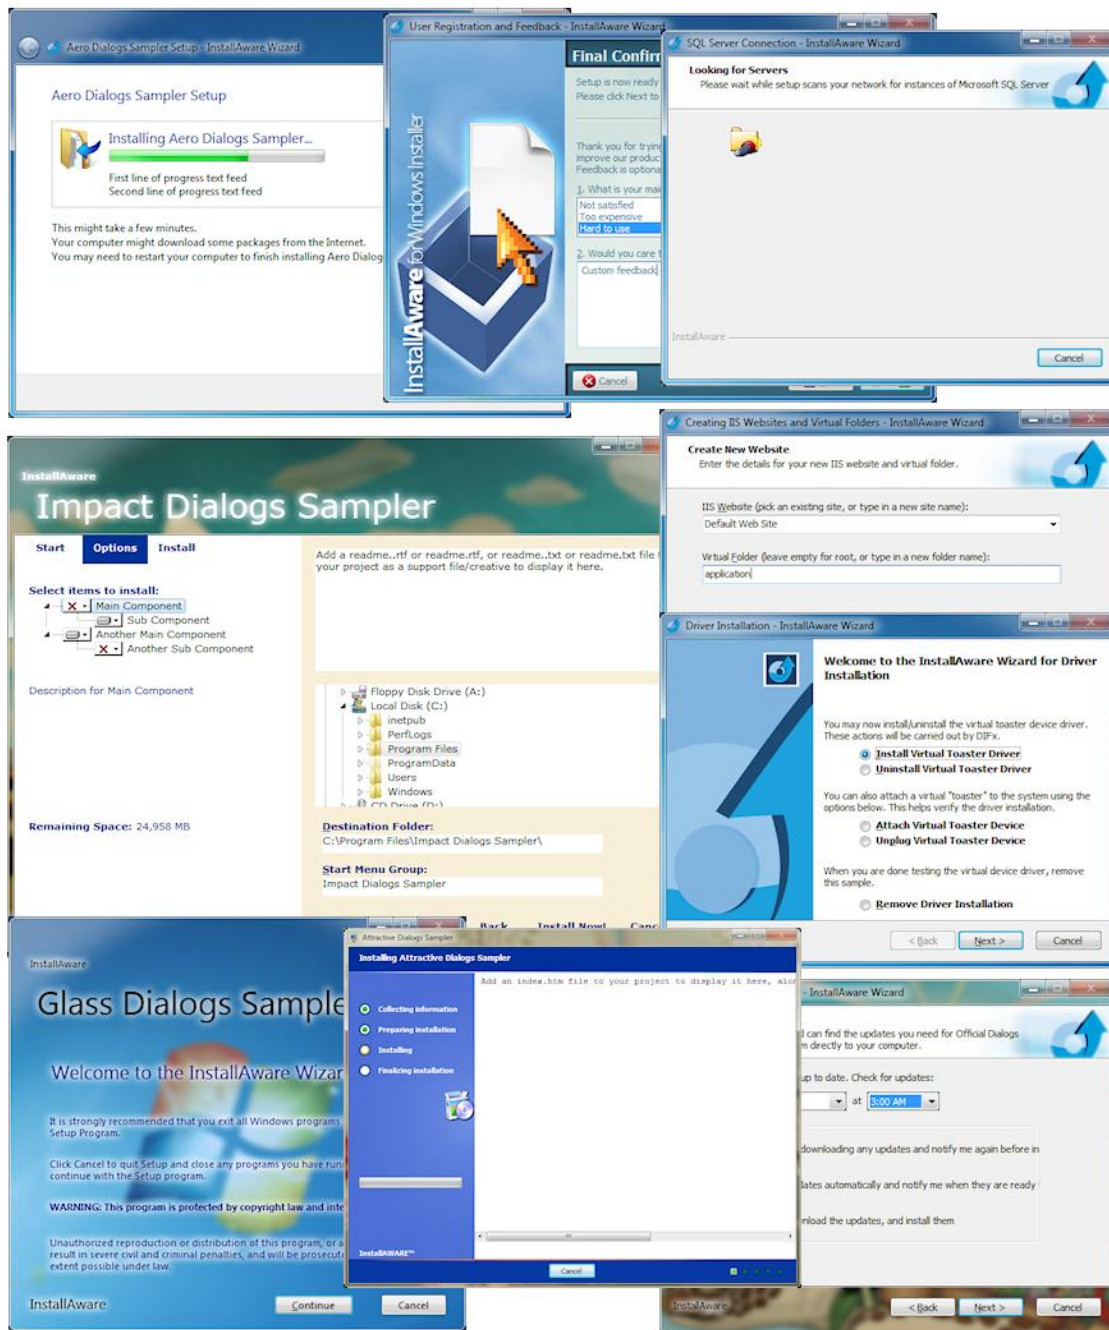 Aero Dialogs Sampler Setup - InstallAware Wizard
Aero Dialogs Sampler Setup
Installing Aero Dialogs Sampler...
First line of progress text feed
Second line of progress text feed
This might take a few minutes.
Your computer might download some packages from the Internet.
You may need to restart your computer to finish installing Aero Dialog
User Registration and Feedback - InstallAware Wizard
InstallAware for Windows Installer
Final Confir
Setup is now ready
Please click Next to
Thank you for trying
improve our produc
Feedback is optiona
1. What is your mai
Not satisfied
Too expensive
Hard to use
2. Would you care t
Custom feedback
Cancel
SQL Server Connection - InstallAware Wizard
Looking for Servers
Please wait while setup scans your network for instances of Microsoft SQL Server
InstallAware
Cancel
InstallAware
Impact Dialogs Sampler
Start Options Install
Select items to install:
Main Component
Sub Component
Another Main Component
Another Sub Component
Description for Main Component
Remaining Space: 24,958 MB
Add a readme..rtf or readme.rtf, or readme..txt or readme.txt file
your project as a support file/creative to display it here.
Floppy Disk Drive (A:)
Local Disk (C:)
inetpub
PerfLogs
Program Files
ProgramData
Users
Windows
CD Drive (D:)
Destination Folder:
C:\Program Files\Impact Dialogs Sampler\
Start Menu Group:
Impact Dialogs Sampler
Back Install Now! Canc
Creating IIS Websites and Virtual Folders - InstallAware Wizard
Create New Website
Enter the details for your new IIS website and virtual folder.
IIS Website (pick an existing site, or type in a new site name):
Default Web Site
Virtual Folder (leave empty for root, or type in a new folder name):
application
Driver Installation - InstallAware Wizard
Welcome to the InstallAware Wizard for Driver
Installation
You may now install/uninstall the virtual toaster device driver.
These actions will be carried out by DIFx.
Install Virtual Toaster Driver
Uninstall Virtual Toaster Driver
You can also attach a virtual "toaster" to the system using the
options below. This helps verify the driver installation.
Attach Virtual Toaster Device
Unplug Virtual Toaster Device
When you are done testing the virtual device driver, remove
this sample.
Remove Driver Installation
< Back Next > Cancel
InstallAware
Glass Dialogs Sample
Welcome to the InstallAware Wizar
It is strongly recommended that you exit all Windows programs
Setup Program.
Click Cancel to quit Setup and close any programs you have run
continue with the Setup program.
WARNING: This program is protected by copyright law and inte
Unauthorized reproduction or distribution of this program, or a
result in severe civil and criminal penalties, and will be prosecut
extent possible under law.
InstallAware
Continue Cancel
Attractive Dialogs Sampler
Installing Attractive Dialogs Sampler
Collecting information
Preparing installation
Installing
Finalizing installation
Add an index.htm file to your project to display it here, alon
InstallAWARE™
Cancel
- InstallAware Wizard
can find the updates you need for Official Dialogs
m directly to your computer.
up to date. Check for updates:
at 3:00 AM
downloading any updates and notify me again before in
ates automatically and notify me when they are ready
nload the updates, and install them
InstallAware
< Back Next > Cancel